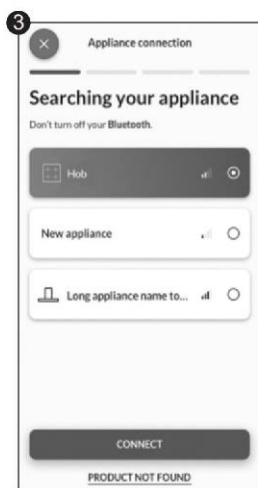 3
Appliance connection
Searching your appliance
Don't turn off your Bluetooth.
Hob
New appliance
Long appliance name to...
CONNECT
PRODUCT NOT FOUND